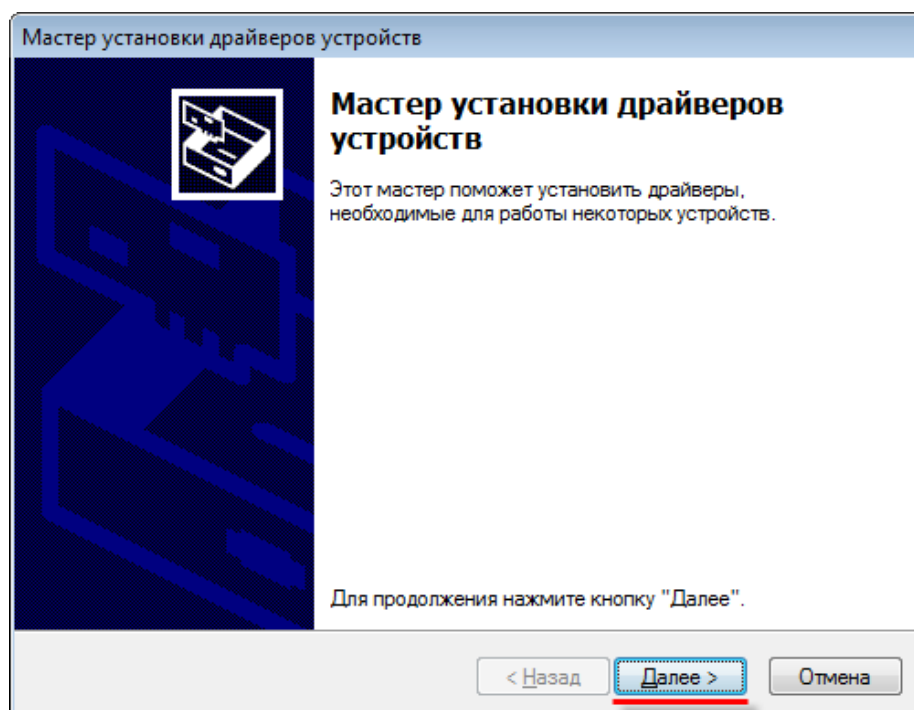 Мастер установки драйверов устройств
Мастер установки драйверов
устройств
Этот мастер поможет установить драйверы,
необходимые для работы некоторых устройств.
Для продолжения нажмите кнопку "Далее".
< Назад
Далее >
Отмена